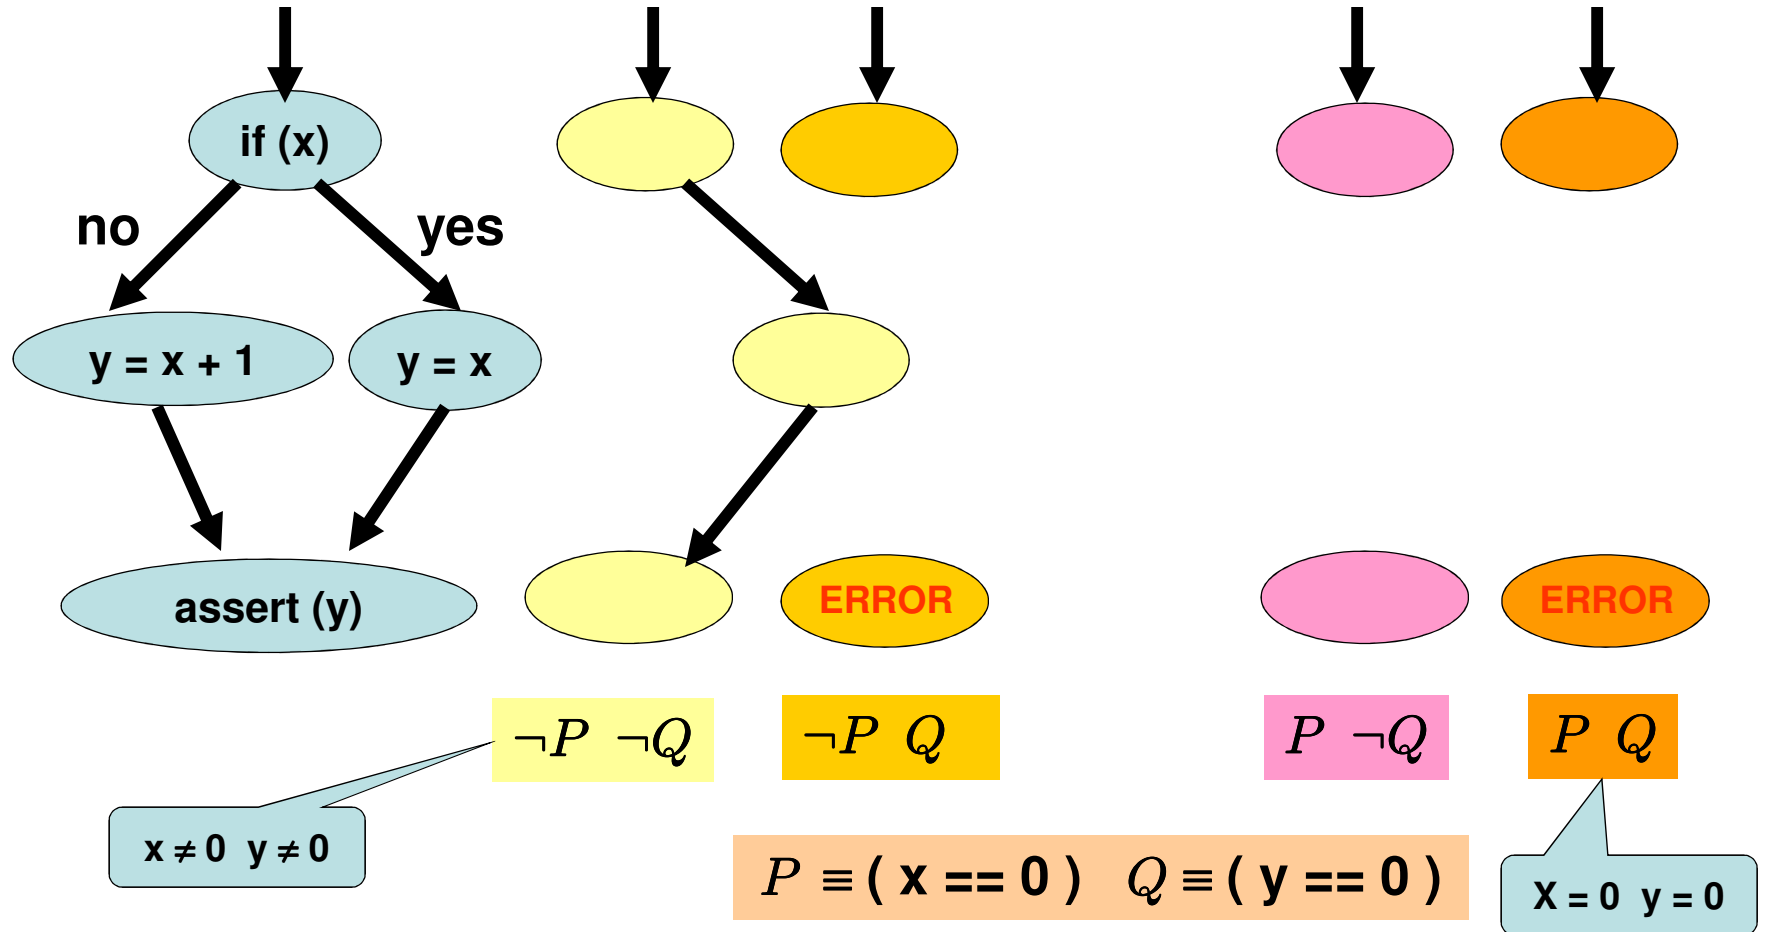 if (x)
no
yes
y = x + 1
y = x
assert (y)
ERROR
ERROR
¬P ¬Q
¬P Q
P ¬Q
P Q
x ≠ 0 y ≠ 0
P ≡ ( x == 0 ) Q ≡ ( y == 0 )
X = 0 y = 0